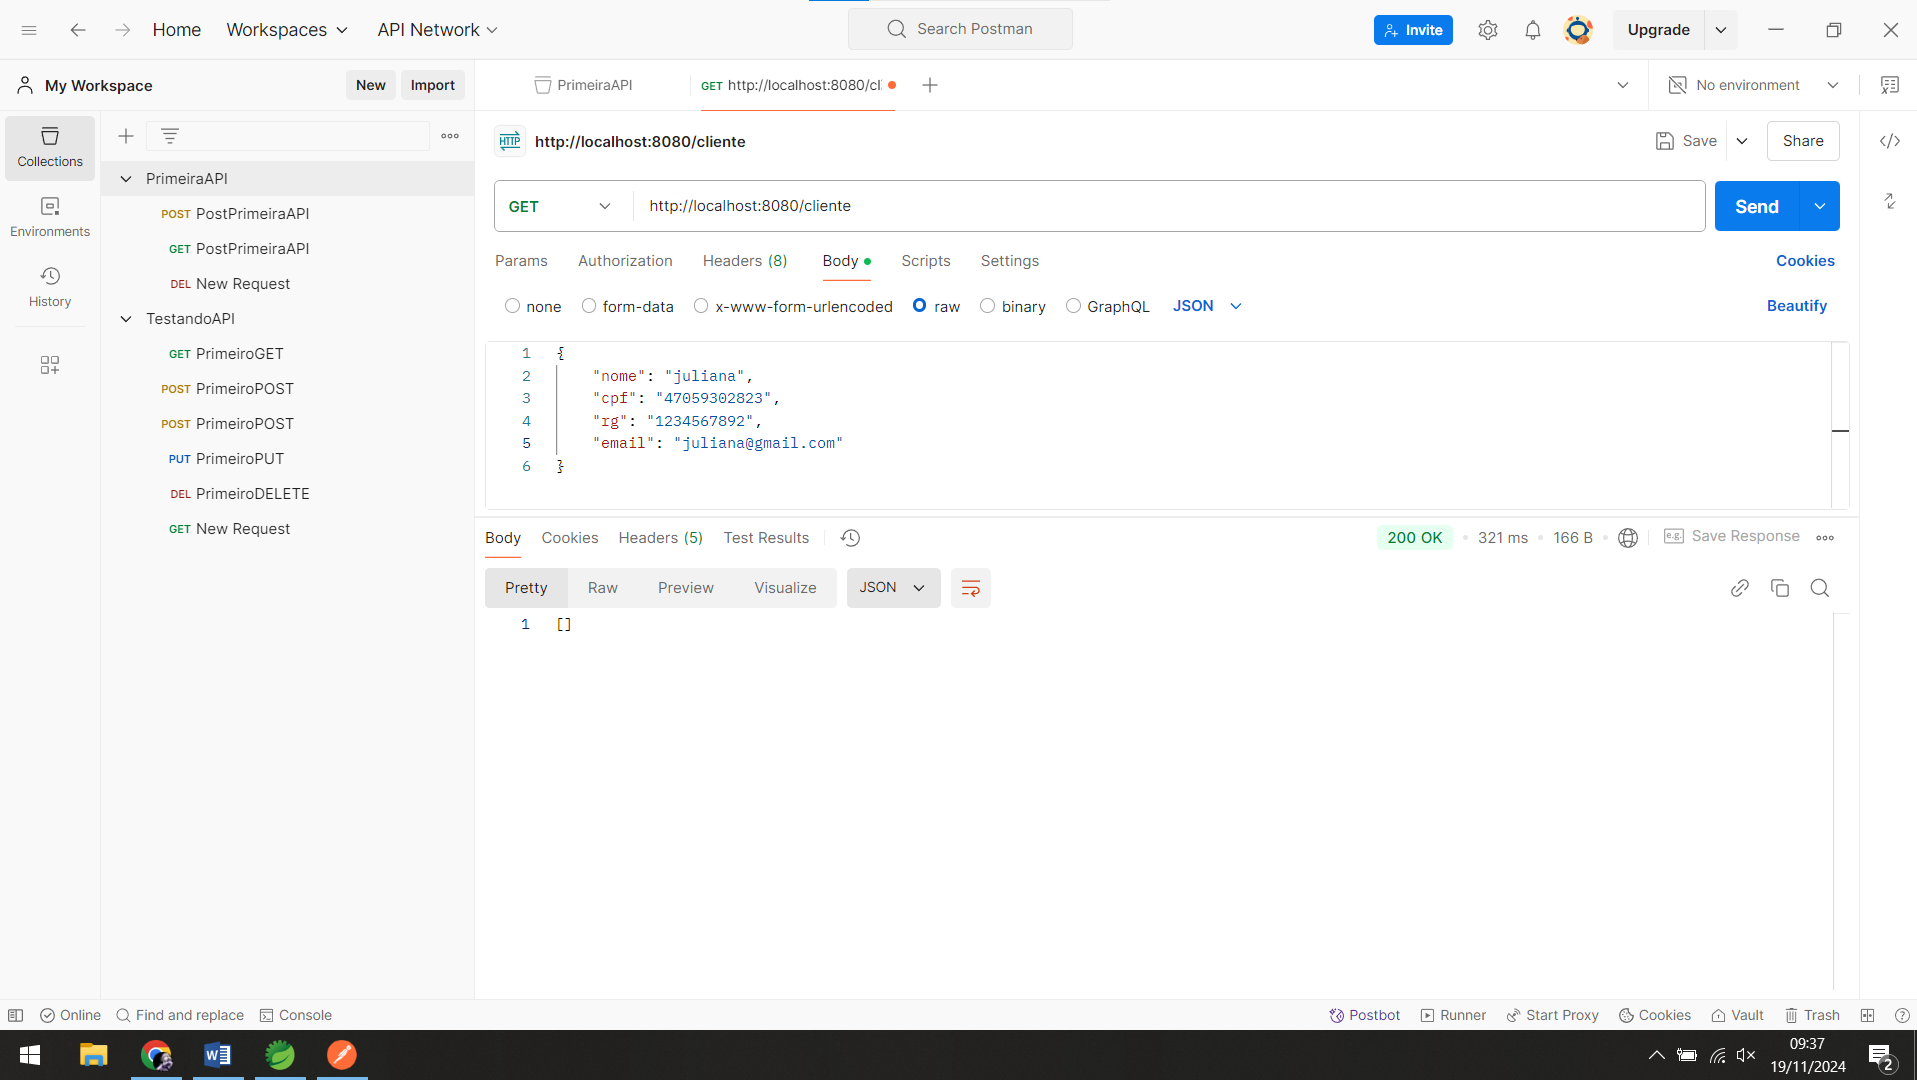 Home Workspaces API Network Search Postman Invite Upgrade
My Workspace New Import PrimeiraAPI GET http://localhost:8080/cl No environment
Collections
Environments
History
PrimeiraAPI
POST PostPrimeiraAPI
GET PostPrimeiraAPI
DEL New Request
TestandoAPI
GET PrimeiroGET
POST PrimeiroPOST
POST PrimeiroPOST
PUT PrimeiroPUT
DEL PrimeiroDELETE
GET New Request
HTTP http://localhost:8080/cliente Save Share
GET http://localhost:8080/cliente Send
Params Authorization Headers (8) Body Scripts Settings Cookies
none form-data x-www-form-urlencoded raw binary GraphQL JSON Beautify
1 {
2 "nome": "juliana",
3 "cpf": "47059302823",
4 "rg": "1234567892",
5 "email": "juliana@gmail.com"
6 }
Body Cookies Headers (5) Test Results 200 OK 321 ms 166 B e.g. Save Response
Pretty Raw Preview Visualize JSON
1 []
Online Find and replace Console Postbot Runner Start Proxy Cookies Vault Trash
09:37
19/11/2024 2